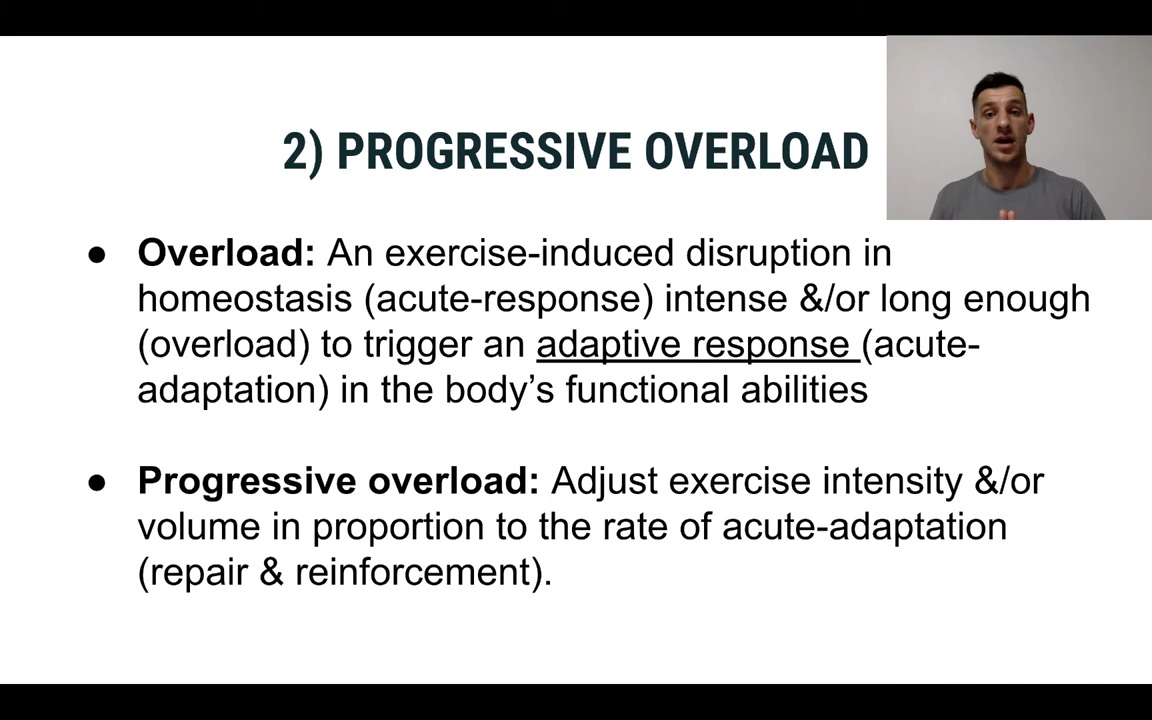 2) PROGRESSIVE OVERLOAD
● Overload: An exercise-induced disruption in
homeostasis (acute-response) intense &/or long enough
(overload) to trigger an adaptive response (acute-
adaptation) in the body’s functional abilities
● Progressive overload: Adjust exercise intensity &/or
volume in proportion to the rate of acute-adaptation
(repair & reinforcement).